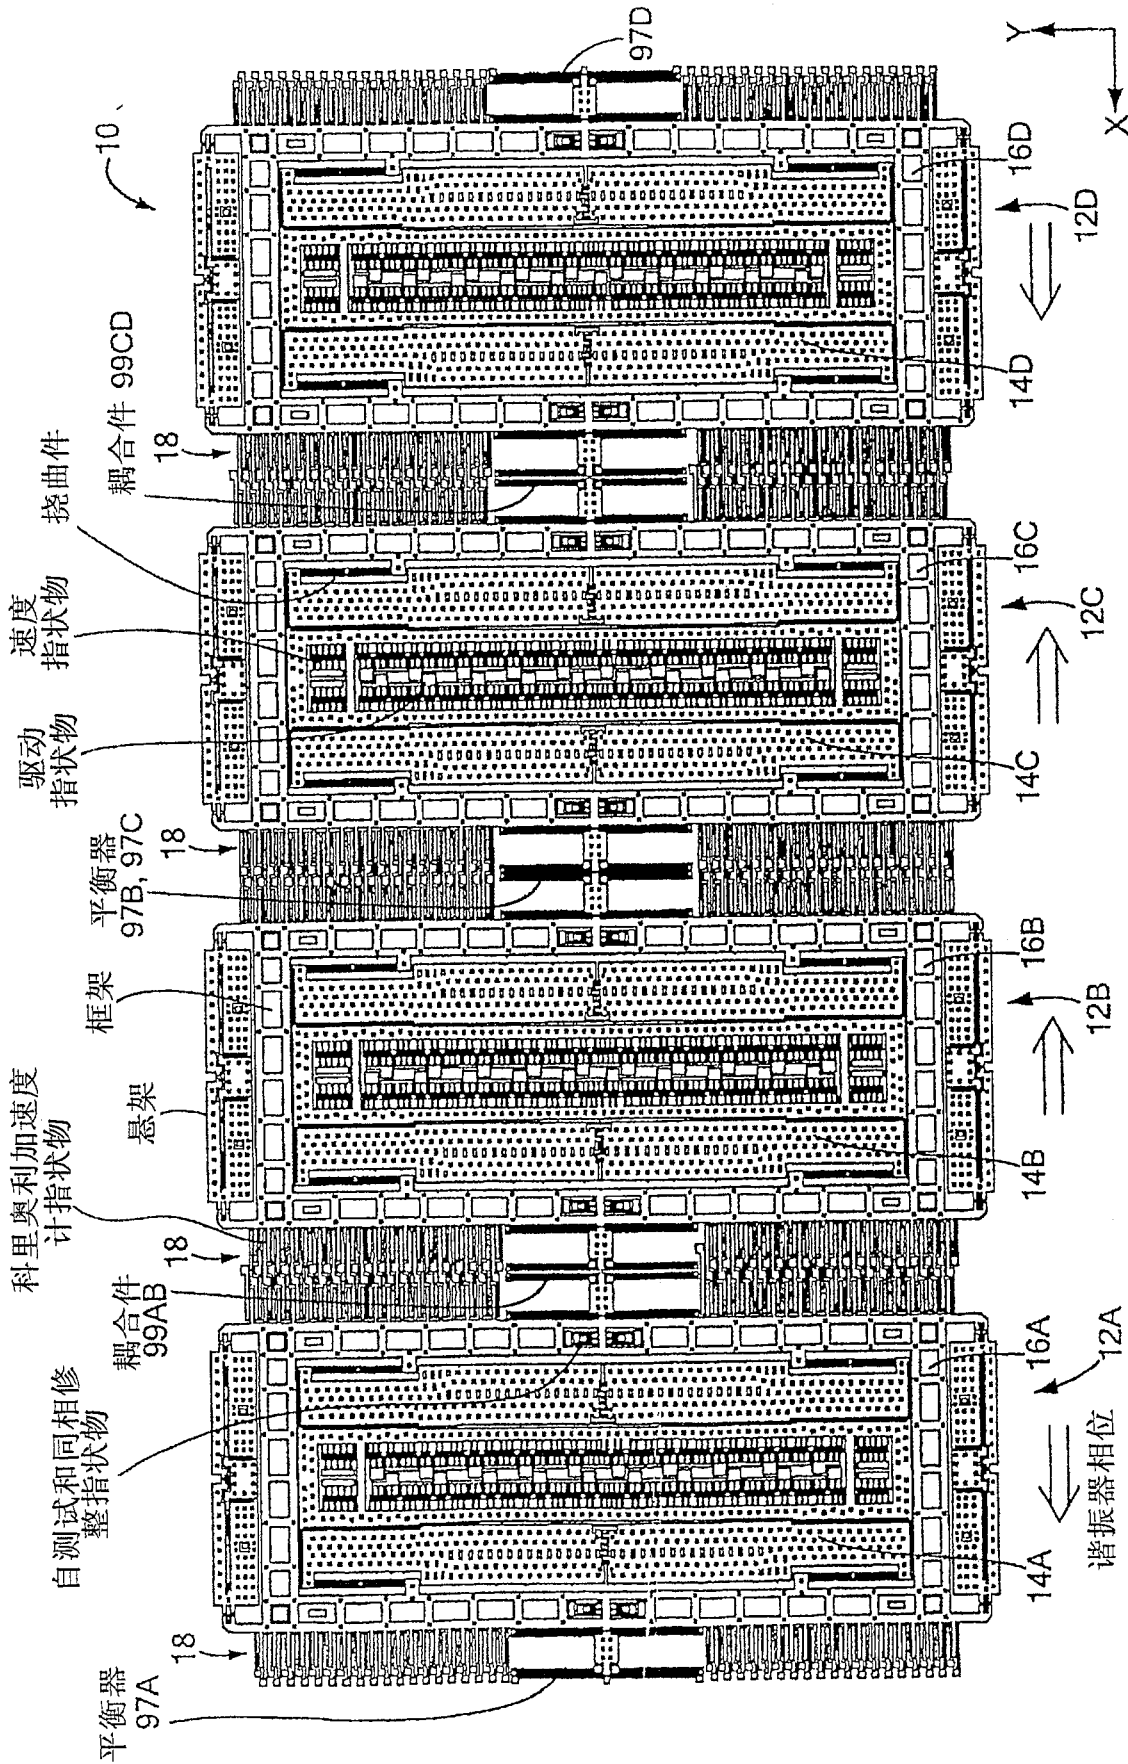 平衡器
97A
18
自测试和同相修
整指状物
耦合件
99AB
18
科里奥利加速度
计指状物
悬架
框架
平衡器
97B, 97C
18
驱动
指状物
速度
指状物
挠曲件
耦合件 99CD
18
10
97D
14A
16A
12A
谐振器相位
14B
16B
12B
14C
16C
12C
14D
16D
12D
X
Y